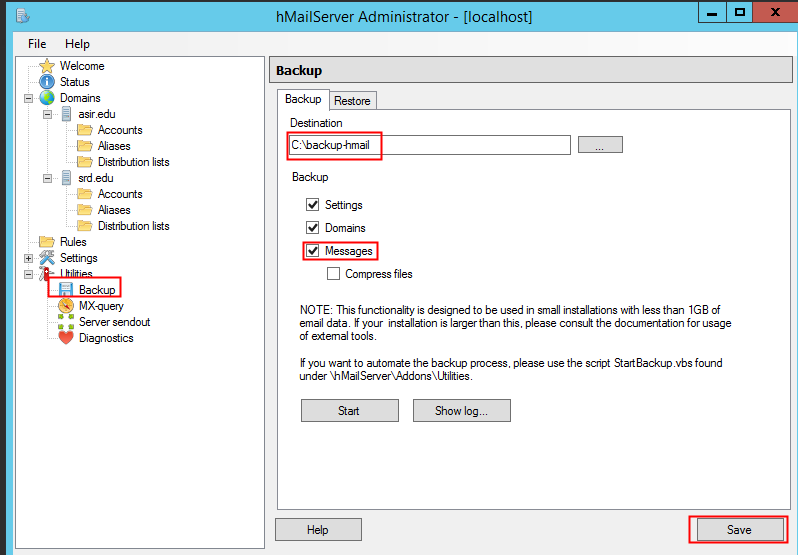 hMailServer Administrator - [localhost]
File Help
Welcome
Status
Domains
asir.edu
Accounts
Aliases
Distribution lists
srd.edu
Accounts
Aliases
Distribution lists
Rules
Settings
Utilities
Backup
MX-query
Server sendout
Diagnostics
Backup
Backup Restore
Destination
C:\backup-hmail
...
Backup
Settings
Domains
Messages
Compress files
NOTE: This functionality is designed to be used in small installations with less than 1GB of
email data. If your installation is larger than this, please consult the documentation for usage
of external tools.
If you want to automate the backup process, please use the script StartBackup.vbs found
under \hMailServer\Addons\Utilities.
Start Show log...
Help Save